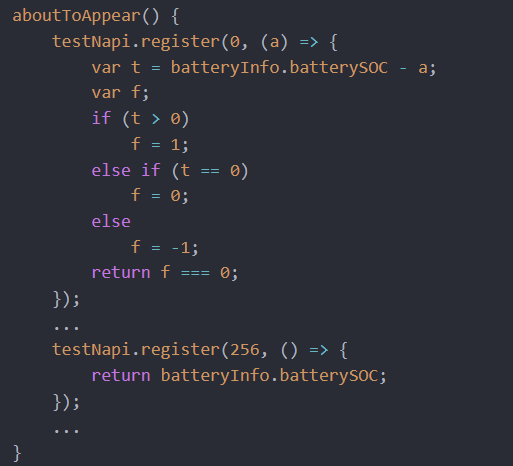 aboutToAppear() {
    testNapi.register(0, (a) => {
        var t = batteryInfo.batterySOC - a;
        var f;
        if (t > 0)
            f = 1;
        else if (t == 0)
            f = 0;
        else
            f = -1;
        return f === 0;
    });
    ...
    testNapi.register(256, () => {
        return batteryInfo.batterySOC;
    });
    ...
}